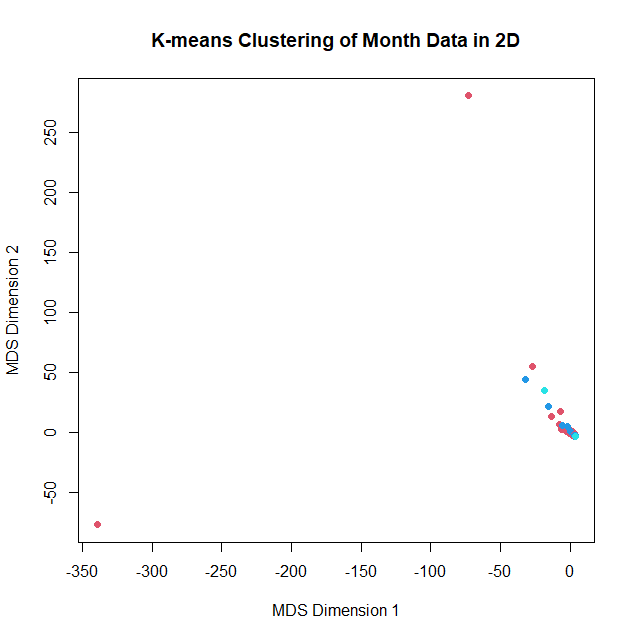 K-means Clustering of Month Data in 2D
MDS Dimension 2
250
200
150
100
50
0
-50
-350 -300 -250 -200 -150 -100 -50 0
MDS Dimension 1